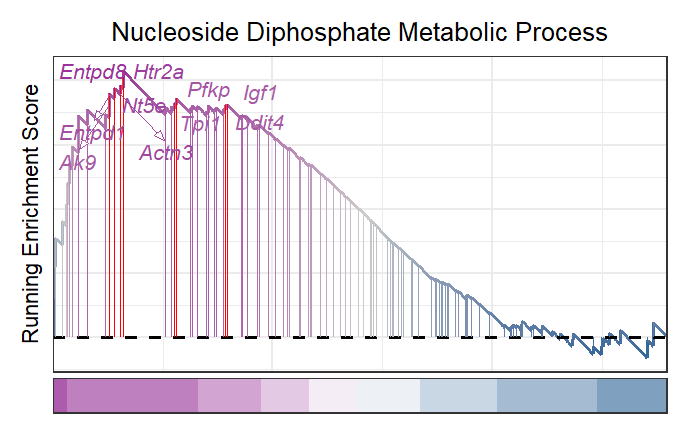 Nucleoside Diphosphate Metabolic Process
Running Enrichment Score
Entpd8 Htr2a
Nt5e Pfkp Igf1
Entpd1 Tpi1 Ddit4
Ak9 Actn3